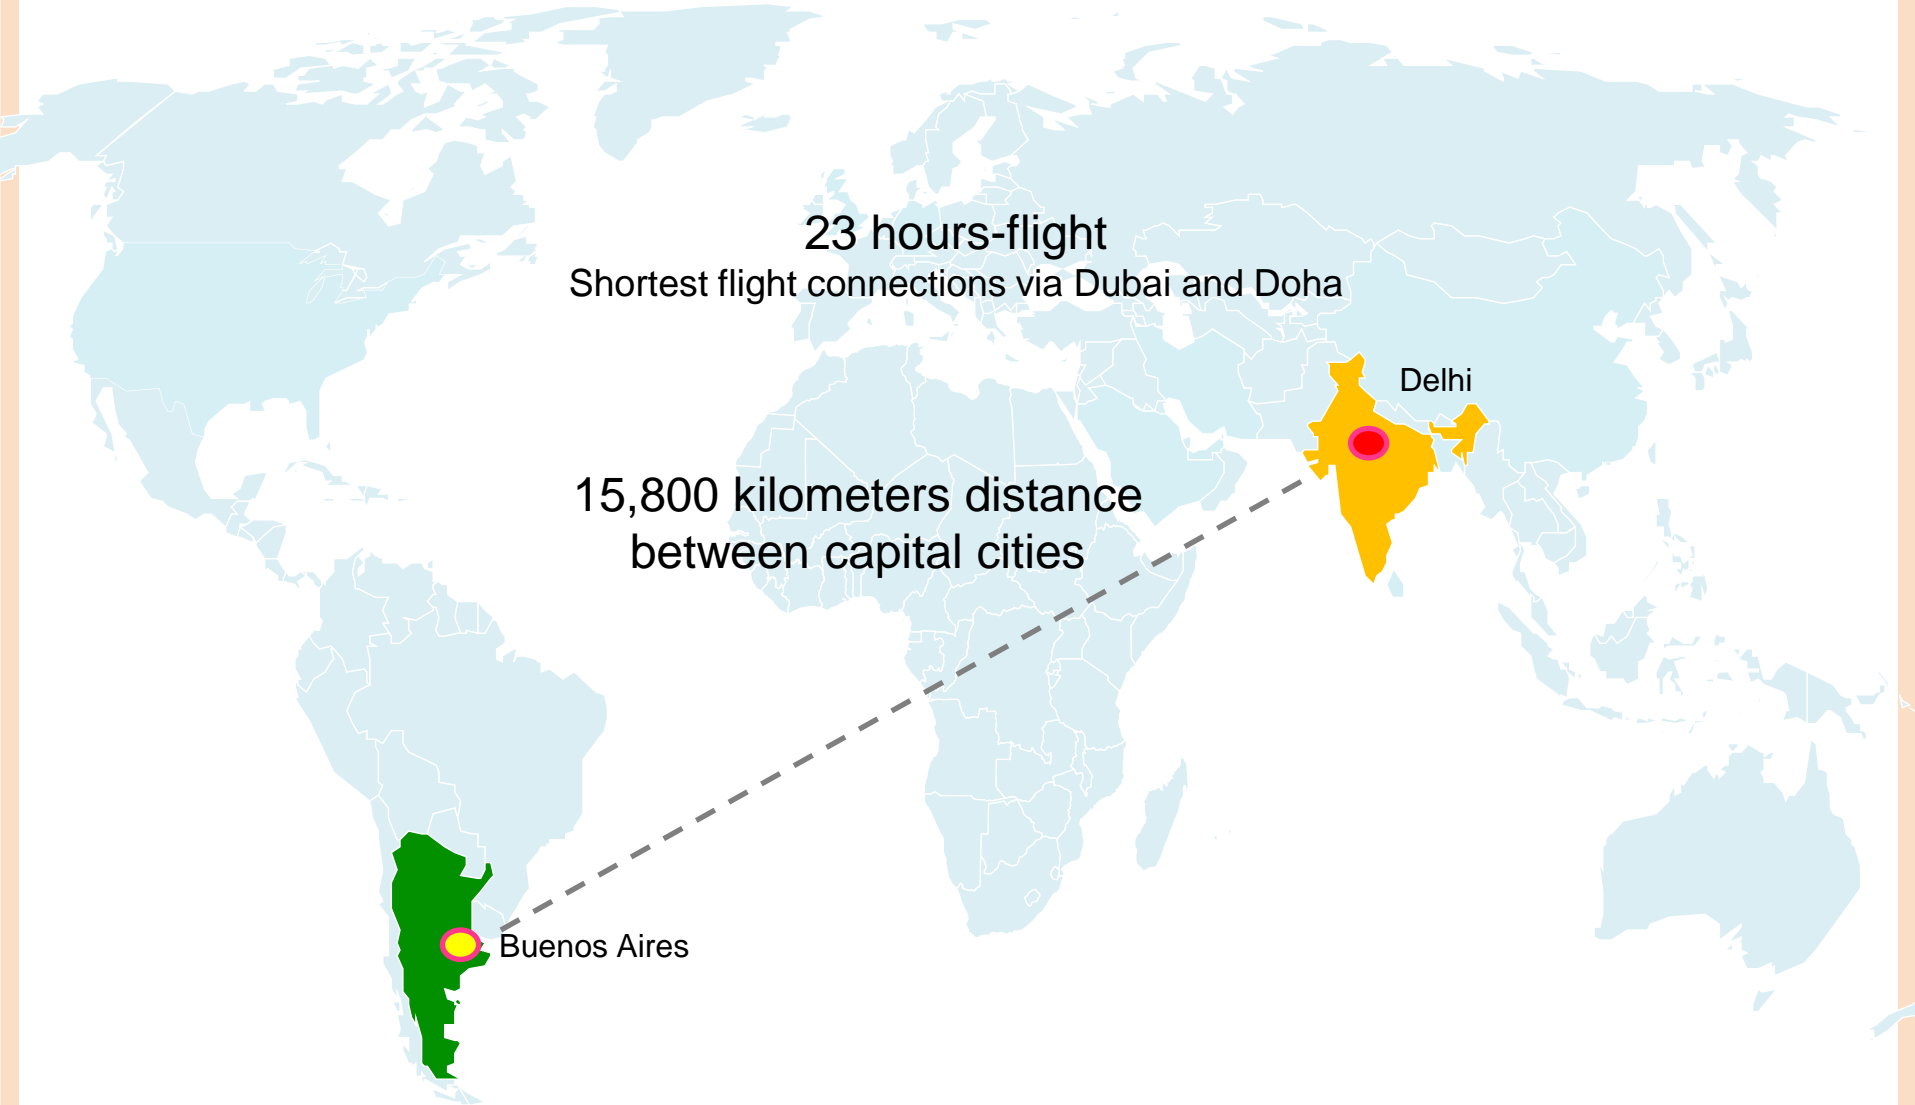 23 hours-flight
Shortest flight connections via Dubai and Doha
Delhi
15,800 kilometers distance
between capital cities
Buenos Aires